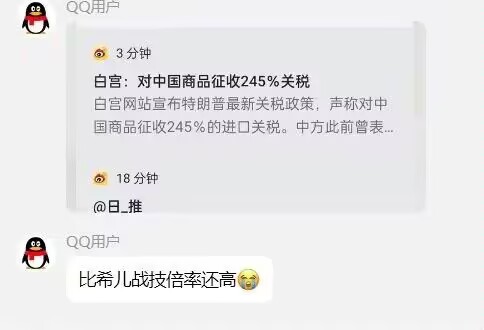 QQ用户
3 分钟
白宫：对中国商品征收245%关税
白宫网站宣布特朗普最新关税政策，声称对中
国商品征收245%的进口关税。中方此前曾表...
18 分钟
@日_推
QQ用户
比希儿战技倍率还高😭